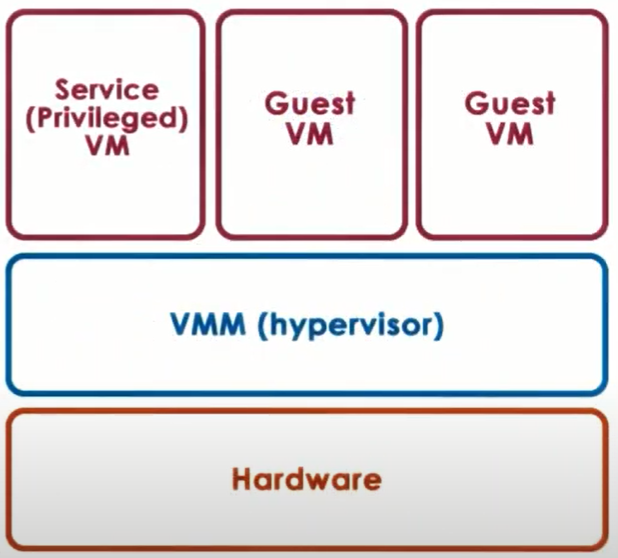 Service
(Privileged)
VM
Guest
VM
Guest
VM
VMM (hypervisor)
Hardware